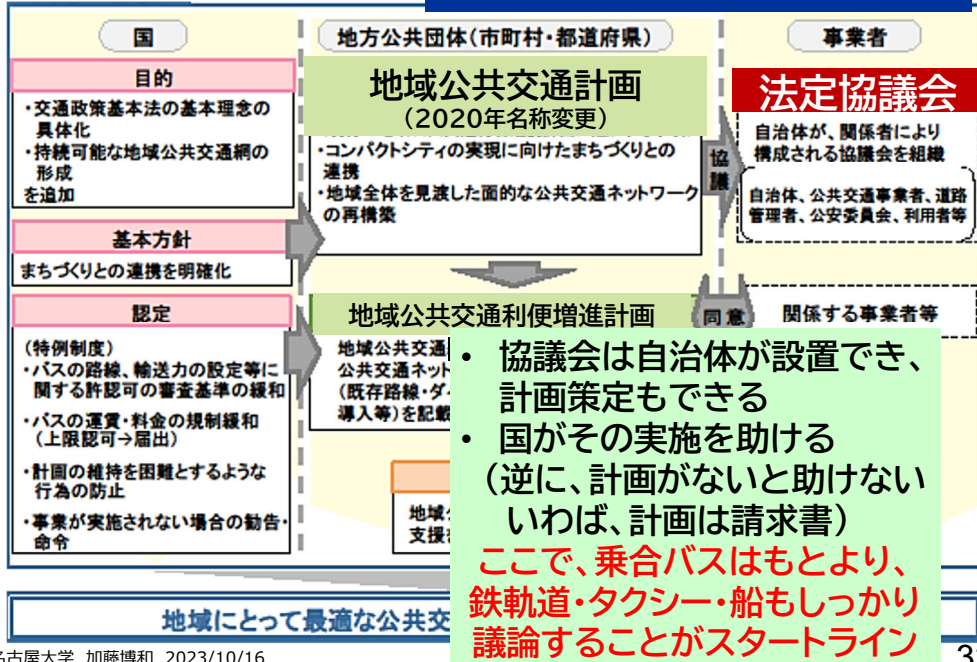 国
地方公共団体(市町村・都道府県)
事業者
目的
・交通政策基本法の基本理念の
具体化
・持続可能な地域公共交通網の
形成
を追加
基本方針
まちづくりとの連携を明確化
認定
(特例制度)
・バスの路線、輸送力の設定等に
関する許認可の審査基準の緩和
・バスの運賃・料金の規制緩和
(上限認可→届出)
・計画の維持を困難とするような
行為の防止
・事業が実施されない場合の勧告・
命令
地域公共交通計画
(2020年名称変更)
・コンパクトシティの実現に向けたまちづくりとの
連携
・地域全体を見渡した面的な公共交通ネットワーク
の再構築
協議
法定協議会
自治体が、関係者により
構成される協議会を組織
自治体、公共交通事業者、道路
管理者、公安委員会、利用者等
地域公共交通利便増進計画
同意
関係する事業者等
地域公共交通
公共交通ネット
(既存路線・ダ
導入等)を記載
地域
支援
・ 協議会は自治体が設置でき、
計画策定もできる
・ 国がその実施を助ける
(逆に、計画がないと助けない
いわば、計画は請求書)
ここで、乗合バスはもとより、
鉄軌道・タクシー・船もしっかり
議論することがスタートライン
地域にとって最適な公共交
古屋大学 加藤博和 2023/10/16
3